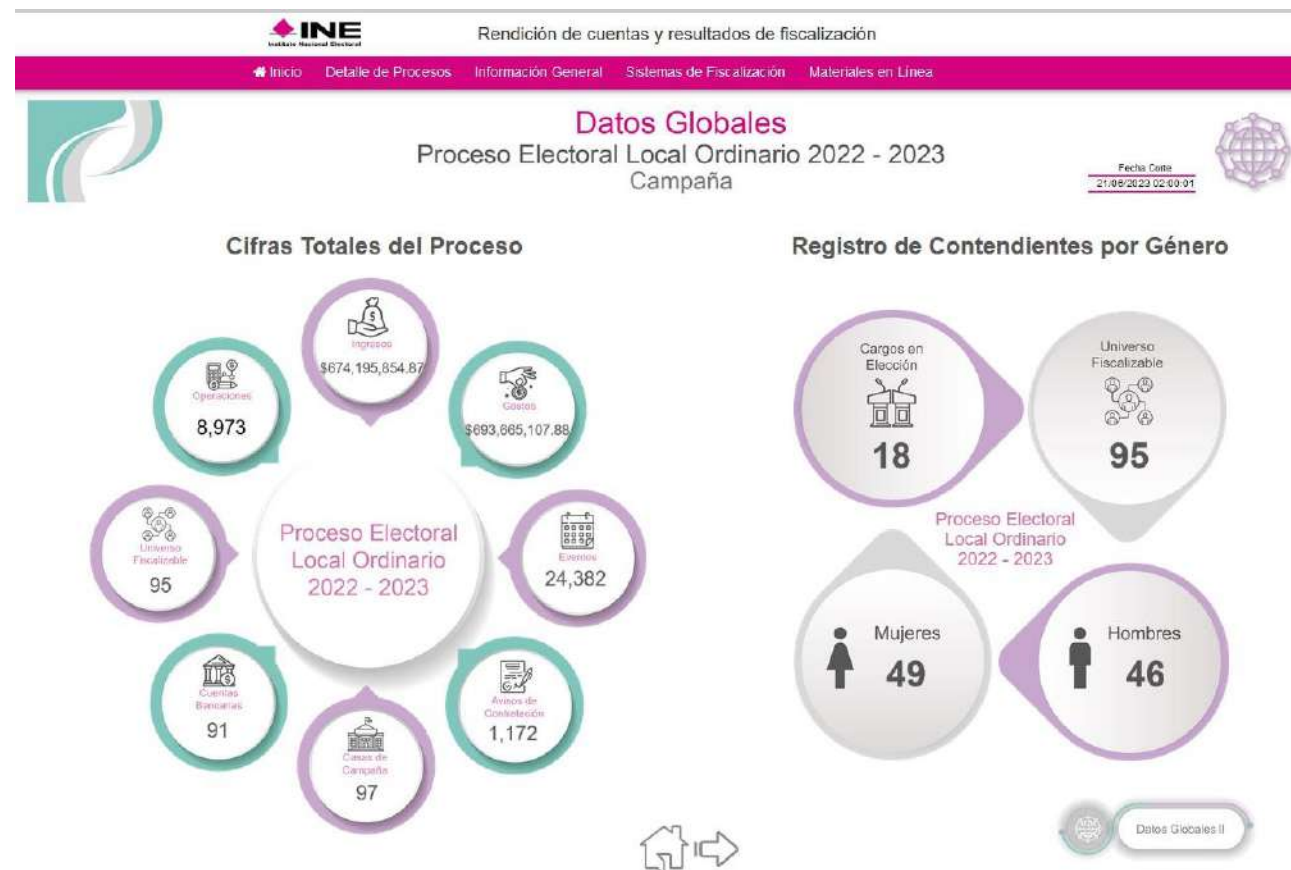 INE
Instituto Nacional Electoral
Rendición de cuentas y resultados de fiscalización
Inicio Detalle de Procesos Información General Sistemas de Fiscalización Materiales en Línea
Datos Globales
Proceso Electoral Local Ordinario 2022 - 2023
Campaña
Fecha Corte
21/06/2023 02:00:01
Cifras Totales del Proceso
Ingresos
$674,195,854.87
Gastos
$693,665,107.88
Eventos
24,382
Avisos de
Contratación
1,172
Casas de
Campaña
97
Cuentas
Bancarias
91
Universo
Fiscalizable
95
Operaciones
8,973
Proceso Electoral
Local Ordinario
2022 - 2023
Registro de Contendientes por Género
Cargos en
Elección
18
Universo
Fiscalizable
95
Proceso Electoral
Local Ordinario
2022 - 2023
Mujeres
49
Hombres
46
Datos Globales II